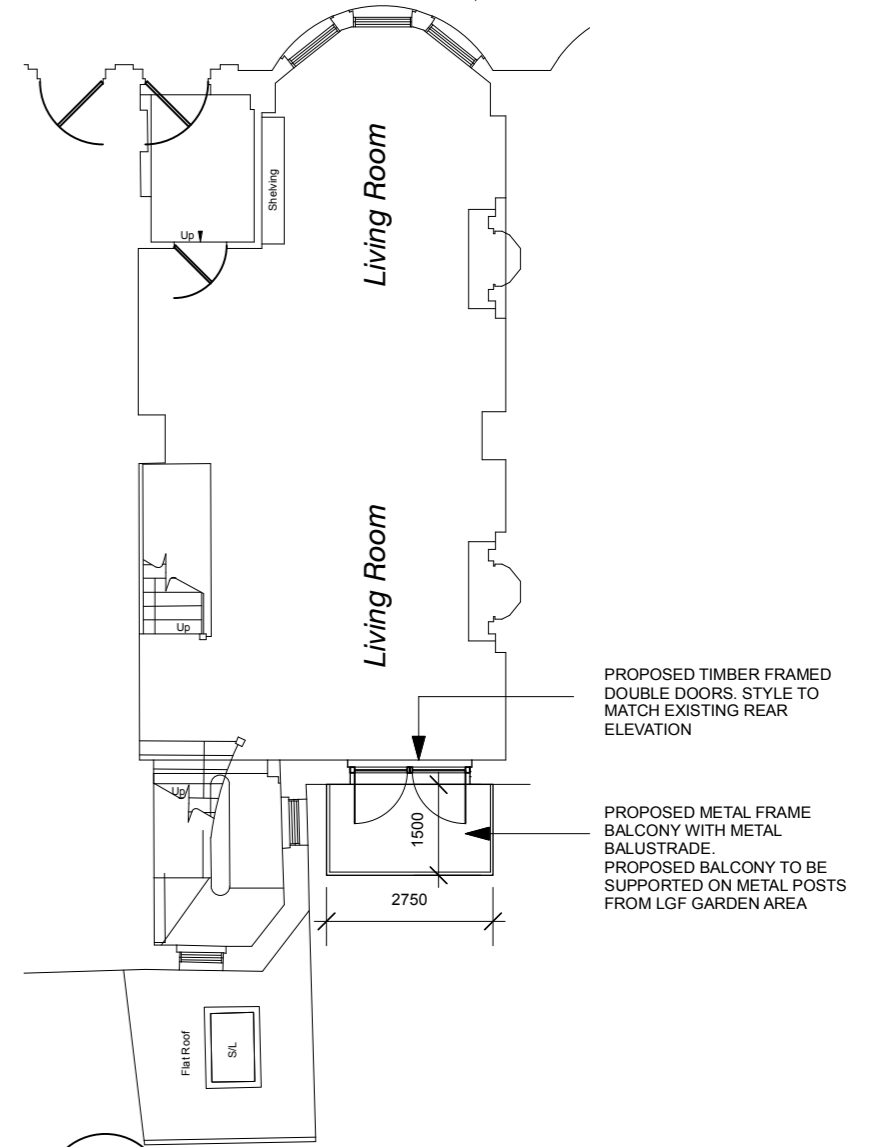 Living Room
Shelving
Up
Living Room
Up
PROPOSED TIMBER FRAMED
DOUBLE DOORS. STYLE TO
MATCH EXISTING REAR
ELEVATION
Up
1500
PROPOSED METAL FRAME
BALCONY WITH METAL
BALUSTRADE.
PROPOSED BALCONY TO BE
SUPPORTED ON METAL POSTS
FROM LGF GARDEN AREA
2750
Flat Roof
S/L